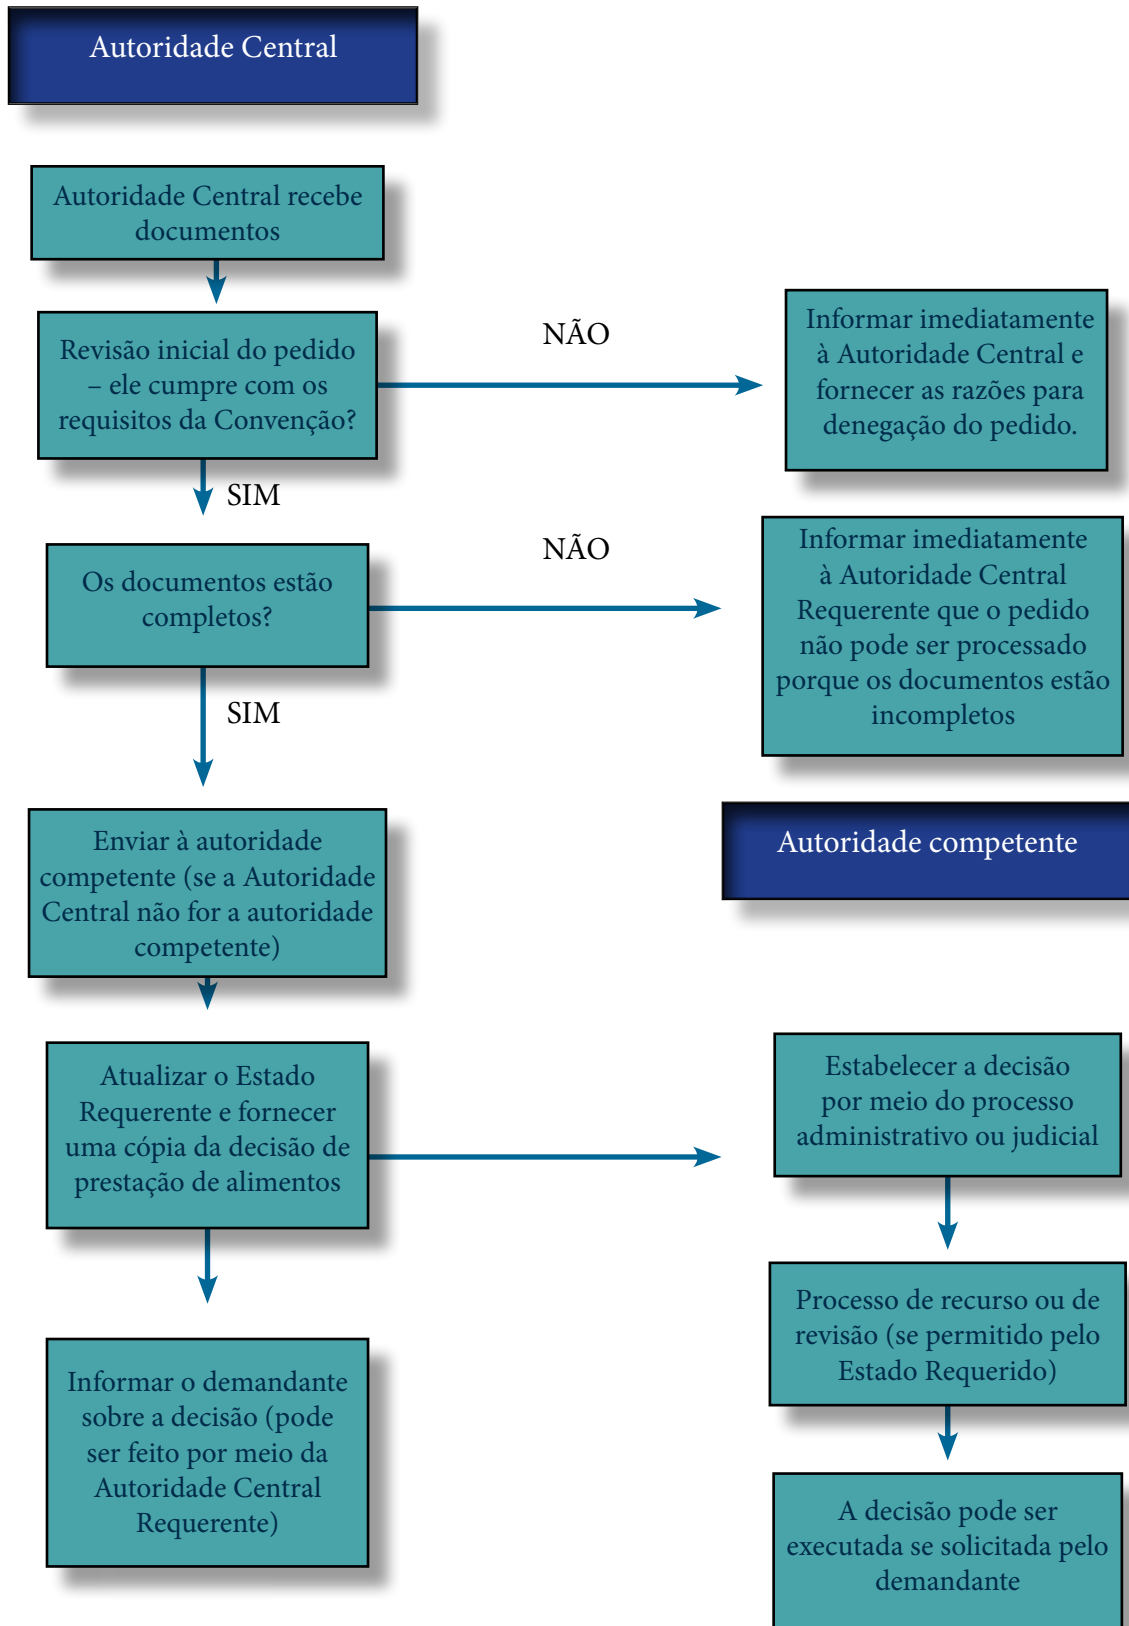 Autoridade Central
Autoridade Central recebe
documentos
Revisão inicial do pedido
– ele cumpre com os
requisitos da Convenção?
NÃO
Informar imediatamente
à Autoridade Central e
fornecer as razões para
denegação do pedido.
SIM
Os documentos estão
completos?
NÃO
Informar imediatamente
à Autoridade Central
Requerente que o pedido
não pode ser processado
porque os documentos estão
incompletos
SIM
Enviar à autoridade
competente (se a Autoridade
Central não for a autoridade
competente)
Autoridade competente
Atualizar o Estado
Requerente e fornecer
uma cópia da decisão de
prestação de alimentos
Estabelecer a decisão
por meio do processo
administrativo ou judicial
Processo de recurso ou de
revisão (se permitido pelo
Estado Requerido)
Informar o demandante
sobre a decisão (pode
ser feito por meio da
Autoridade Central
Requerente)
A decisão pode ser
executada se solicitada pelo
demandante